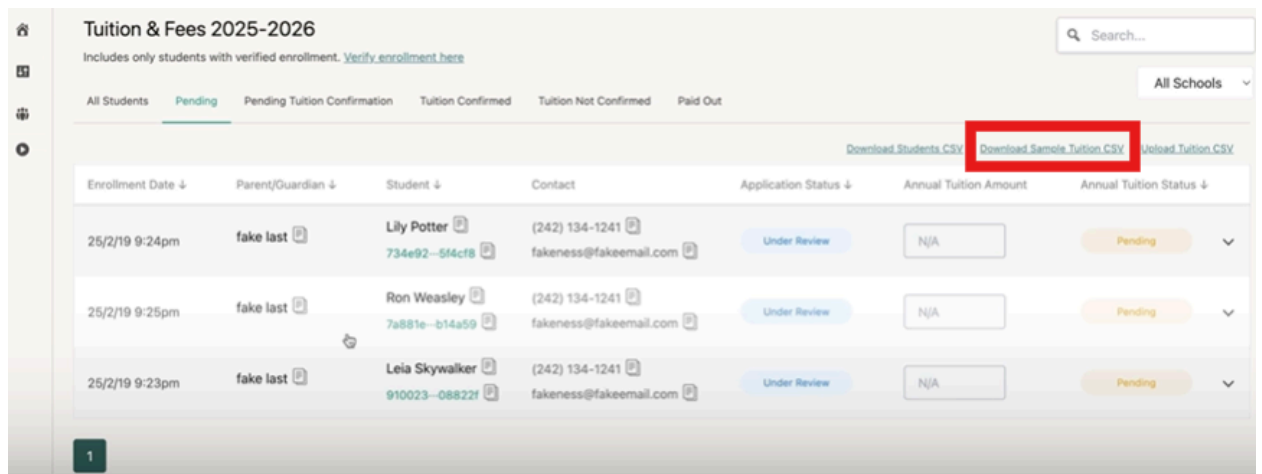 Tuition & Fees 2025-2026
Search...
Includes only students with verified enrollment. Verify enrollment here
All Schools
All Students Pending Pending Tuition Confirmation Tuition Confirmed Tuition Not Confirmed Paid Out
Download Students CSV Download Sample Tuition CSV Upload Tuition CSV
Enrollment Date ↓ Parent/Guardian ↓ Student ↓ Contact Application Status ↓ Annual Tuition Amount Annual Tuition Status ↓
25/2/19 9:24pm fake last Lily Potter (242) 134-1241 Under Review N/A Pending
734e92···5f4cf8 fakeness@fakeemail.com
25/2/19 9:25pm fake last Ron Weasley (242) 134-1241 Under Review N/A Pending
7a881e···b14a59 fakeness@fakeemail.com
25/2/19 9:23pm fake last Leia Skywalker (242) 134-1241 Under Review N/A Pending
910023···08822f fakeness@fakeemail.com
1